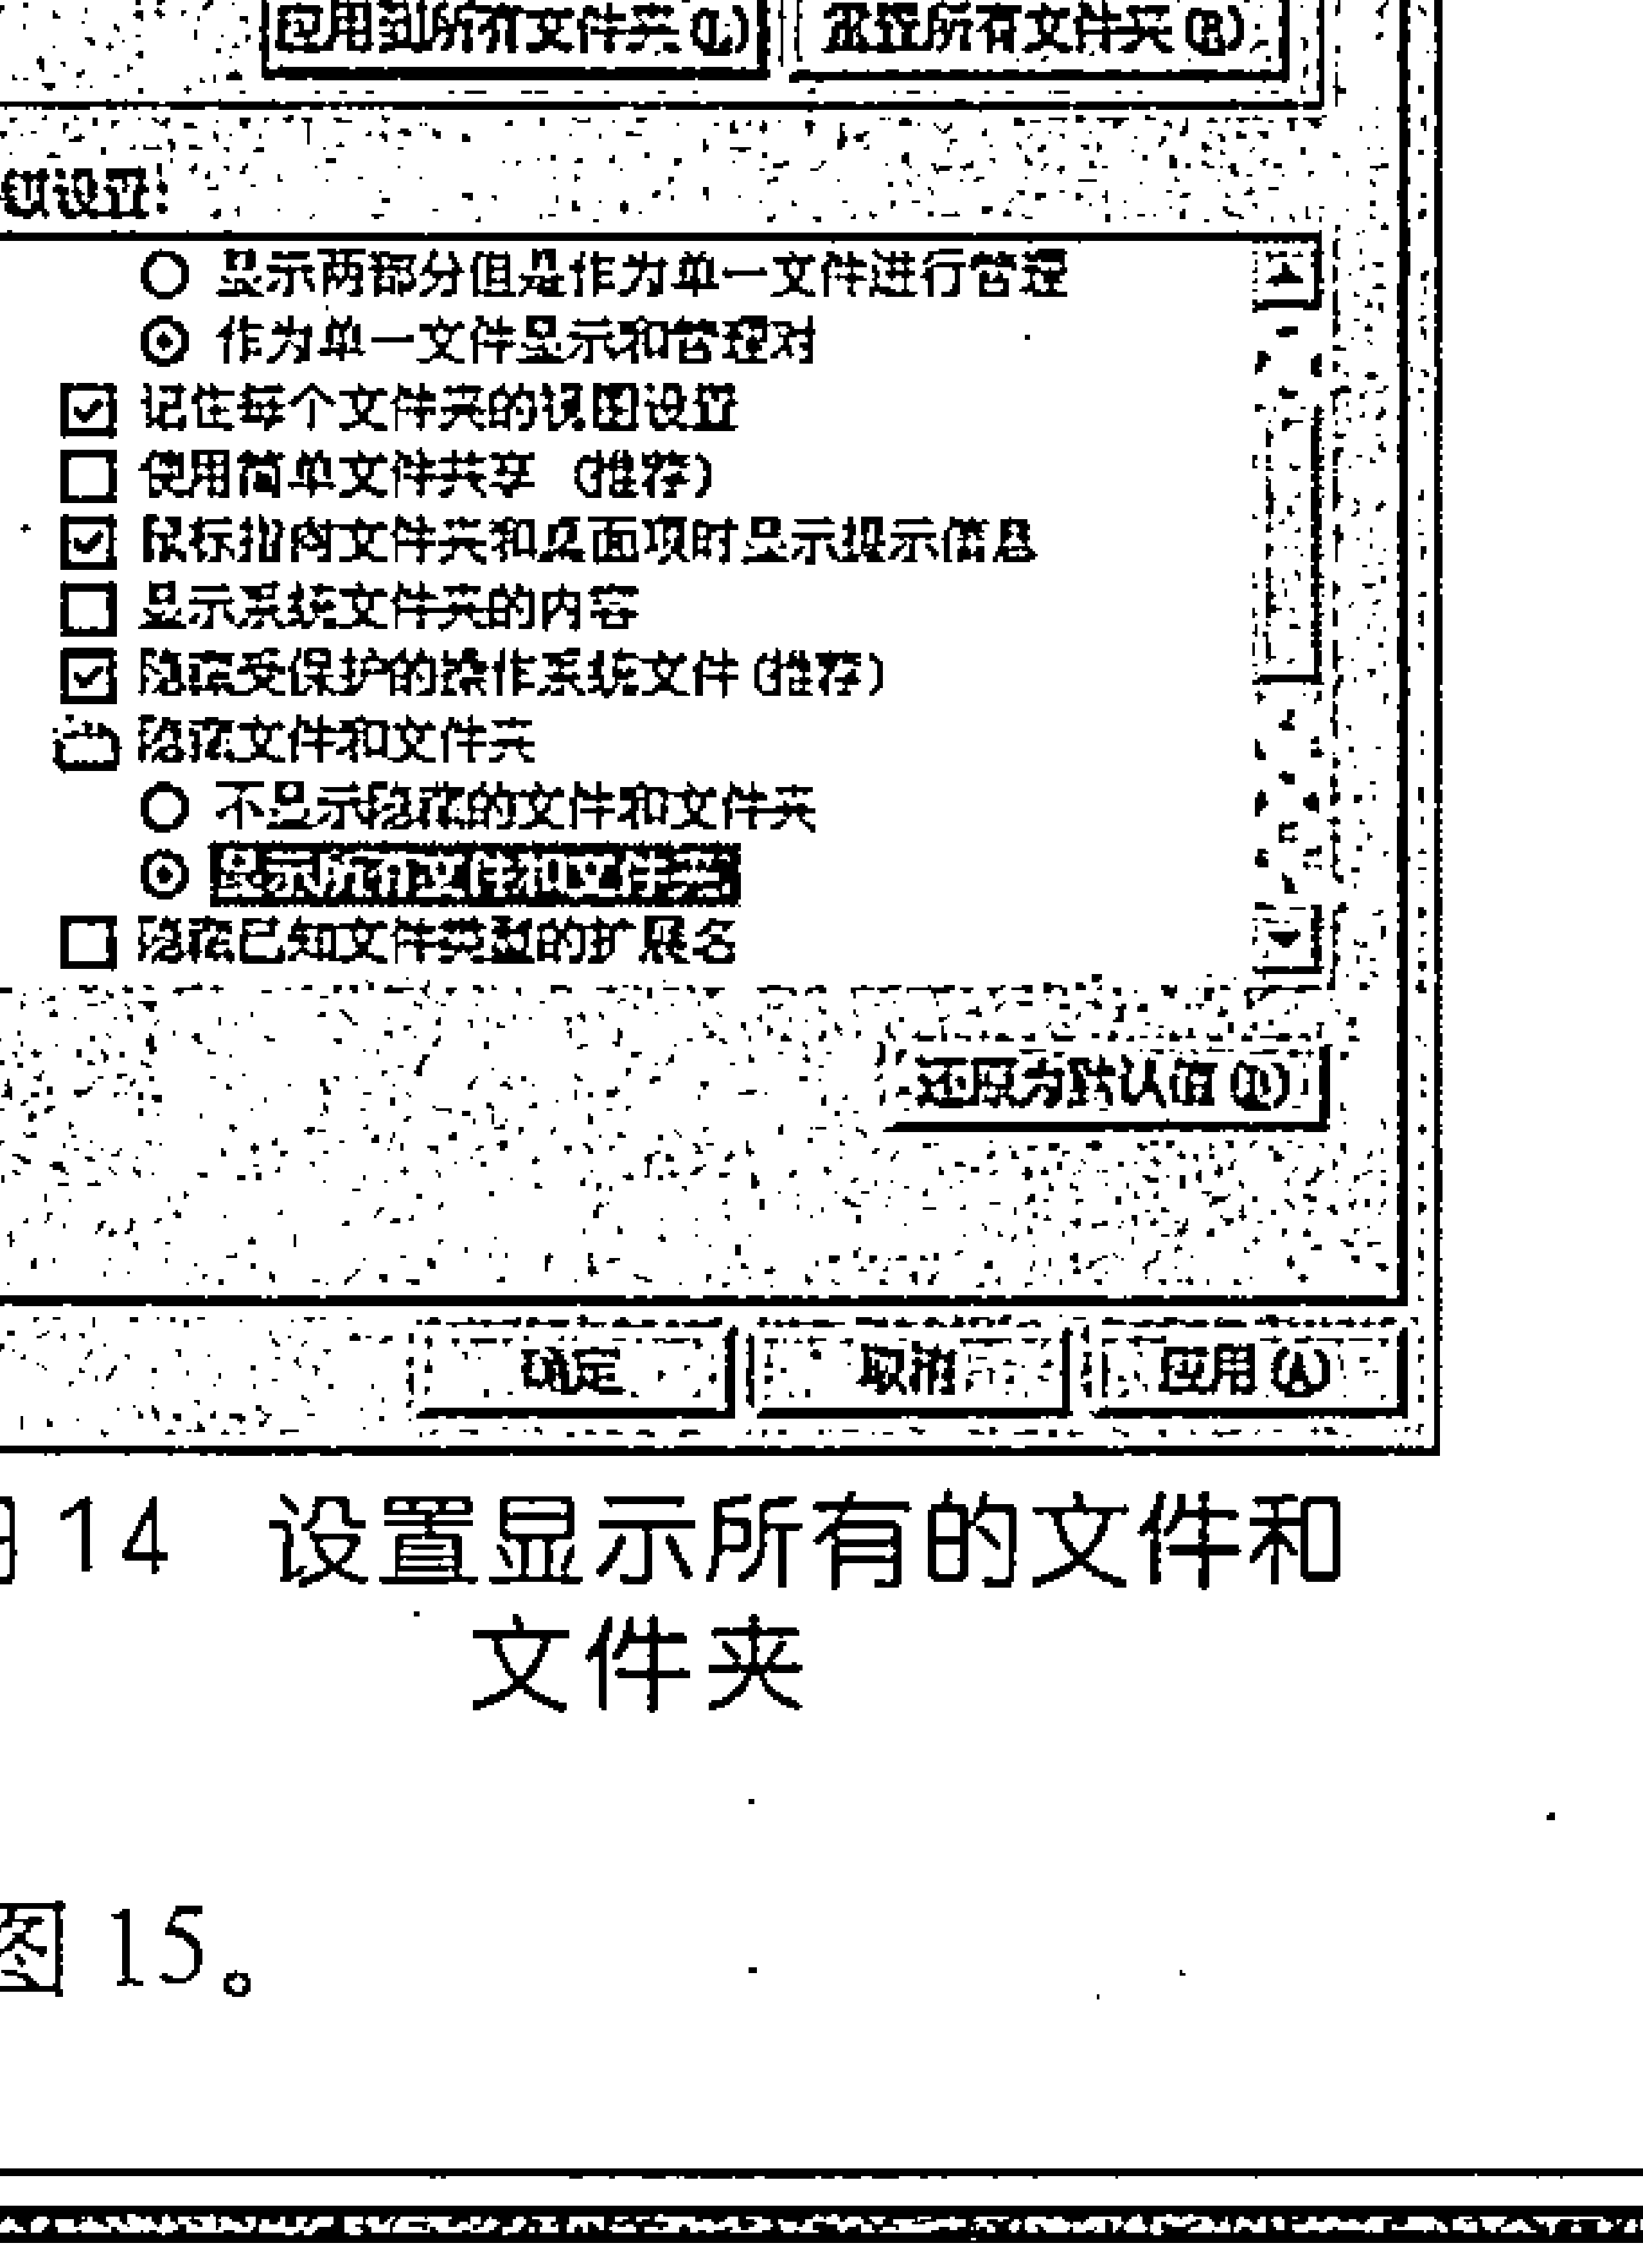 应用到所有文件夹(L) 重置所有文件夹(R)
级设置:
显示两部分但是作为单一文件进行管理
作为单一文件显示和管理对
记住每个文件夹的视图设置
使用简单文件共享 (推荐)
鼠标指向文件夹和桌面项时显示提示信息
显示系统文件夹的内容
隐藏受保护的操作系统文件(推荐)
隐藏文件和文件夹
不显示隐藏的文件和文件夹
显示所有文件和文件夹
隐藏已知文件类型的扩展名
还原为默认值(D)
确定 取消 应用(A)
图 14 设置显示所有的文件和
文件夹
图 15。